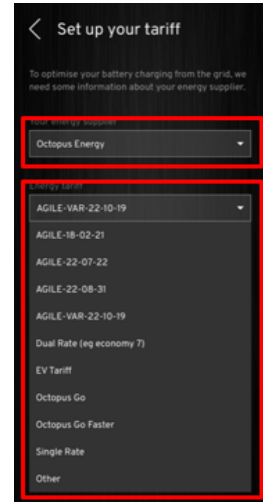 Set up your tariff
To optimise your battery charging from the grid, we
need some information about your energy supplier.
Your energy supplier
Octopus Energy
Energy tariff
AGILE-VAR-22-10-19
AGILE-18-02-21
AGILE-22-07-22
AGILE-22-08-31
AGILE-VAR-22-10-19
Dual Rate (eg economy 7)
EV Tariff
Octopus Go
Octopus Go Faster
Single Rate
Other